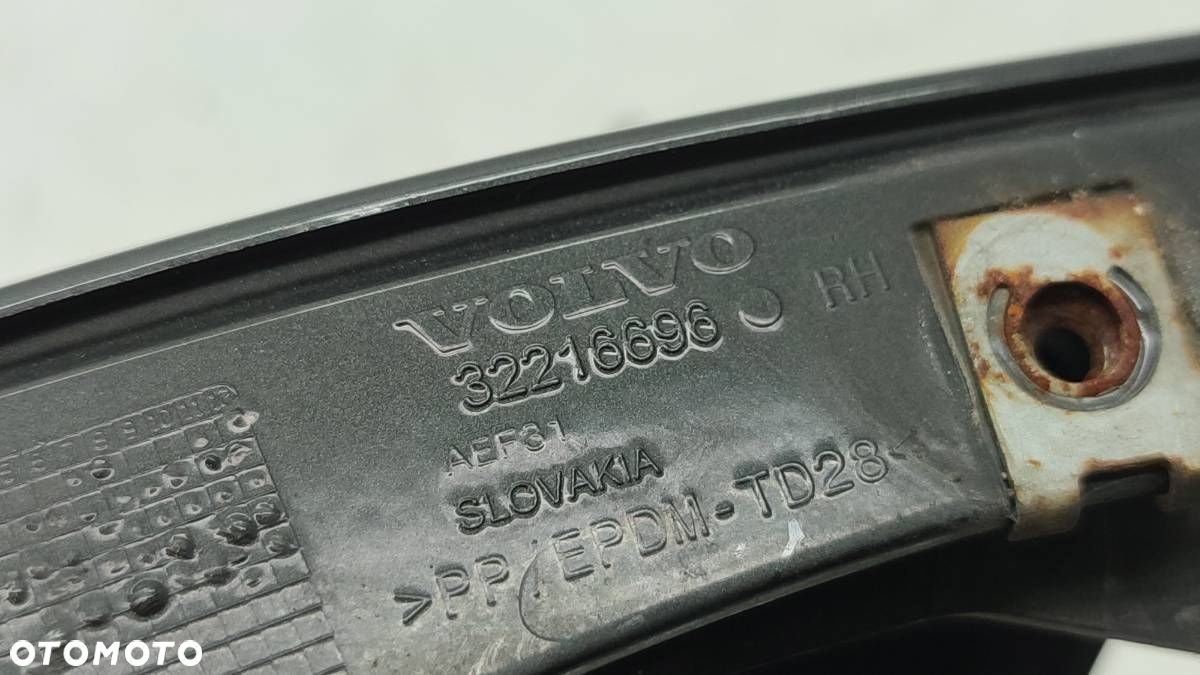 VOLVO
32216696
RH
AEF31
SLOVAKIA
>PP/EPDM-TD28<
OTOMOTO